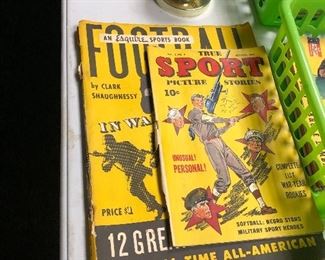 AN Esquire SPORTS BOOK
FOOTBALL
by CLARK
SHAUGHNESSY
IN WA
PRICE $1
12 GRE
TIME ALL-AMERICAN
TRUE
SPORT
PICTURE STORIES
10¢
UNUSUAL!
PERSONAL!
COMPLETE
LIST
WAR-YEAR
ROOKIES
SOFTBALL: RECORD STARS
MILITARY SPORT HEROES